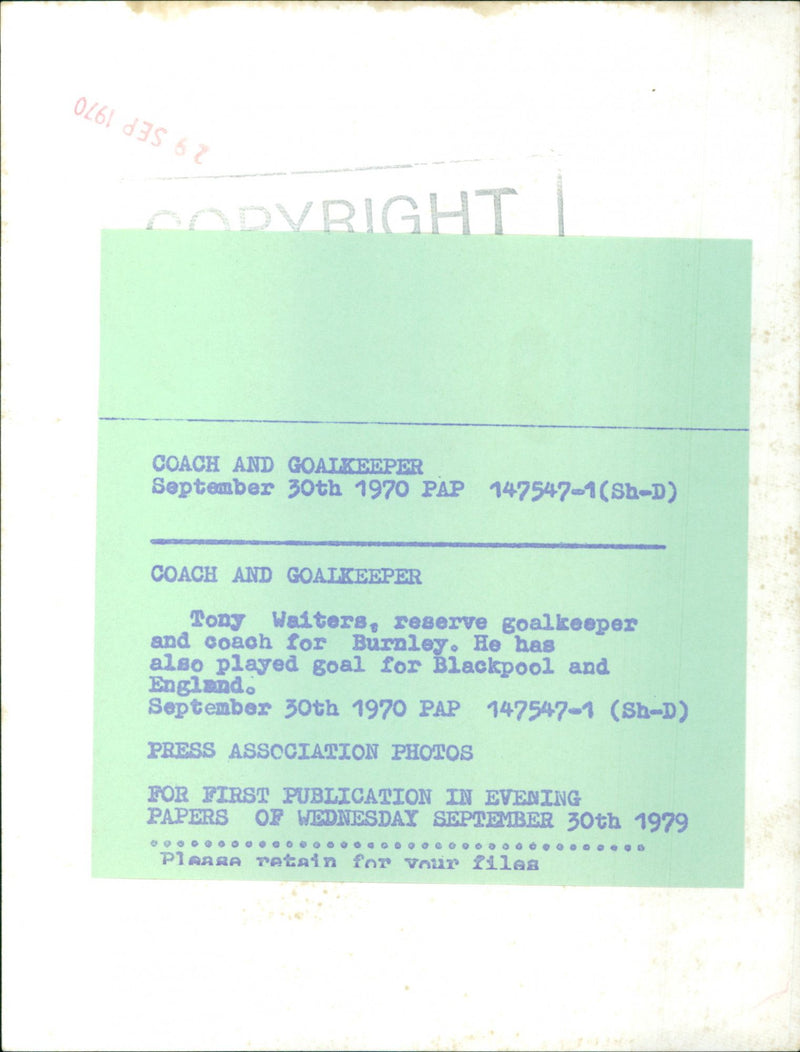 29 SEP 1970
COPYRIGHT
COACH AND GOALKEEPER
September 30th 1970 PAP 147547-1(Sh-D)
COACH AND GOALKEEPER
Tony Waiters, reserve goalkeeper
and coach for Burnley. He has
also played goal for Blackpool and
England.
September 30th 1970 PAP 147547-1 (Sh-D)
PRESS ASSOCIATION PHOTOS
FOR FIRST PUBLICATION IN EVENING
PAPERS OF WEDNESDAY SEPTEMBER 30th 1979
Please retain for your files